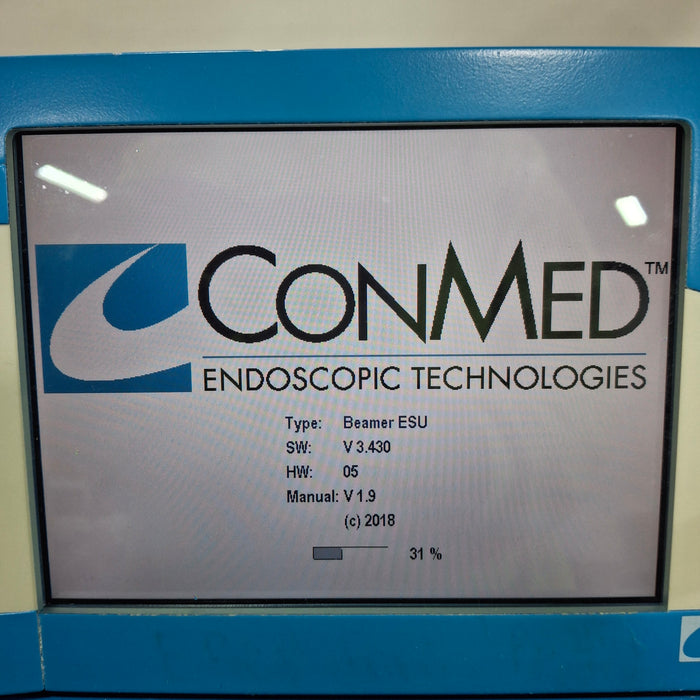 CONMED™
ENDOSCOPIC TECHNOLOGIES
Type: Beamer ESU
SW: V 3.430
HW: 05
Manual: V 1.9
(c) 2018
31 %